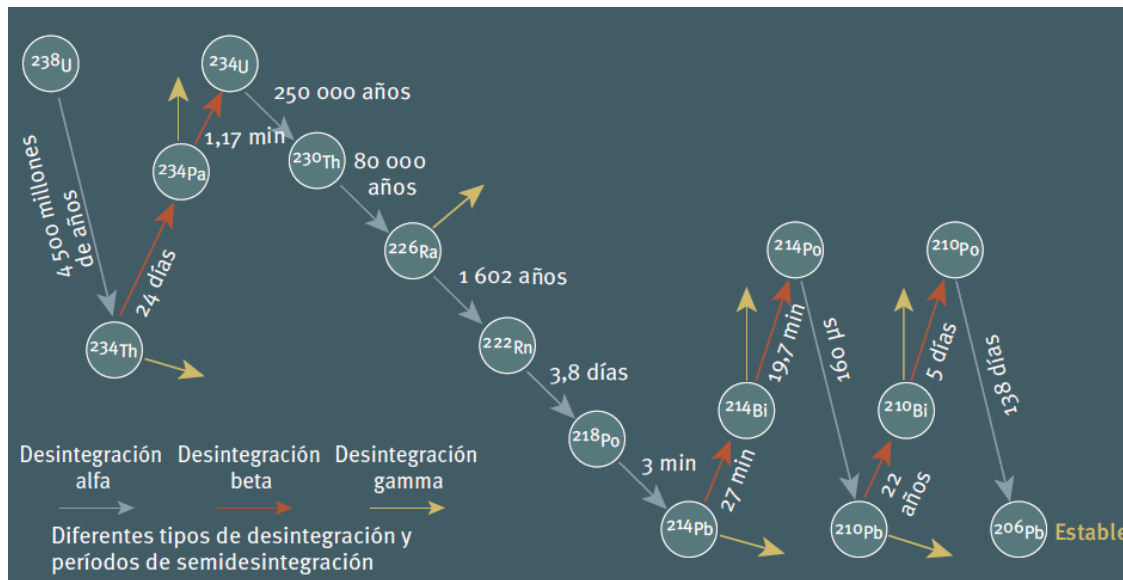 ²³⁸U
²³⁴U
250 000 años
1,17 min
²³⁴Pa
²³⁰Th
80 000
años
4 500 millones
de años
24 días
²²⁶Ra
²¹⁴Po
²¹⁰Po
1 602 años
²³⁴Th
²²²Rn
3,8 días
19,7 min
160 µs
5 días
138 días
²¹⁴Bi
²¹⁰Bi
²¹⁸Po
3 min
27 min
22
años
²¹⁴Pb
²¹⁰Pb
²⁰⁶Pb
Estable
Desintegración
alfa
Desintegración
beta
Desintegración
gamma
Diferentes tipos de desintegración y
períodos de semidesintegración